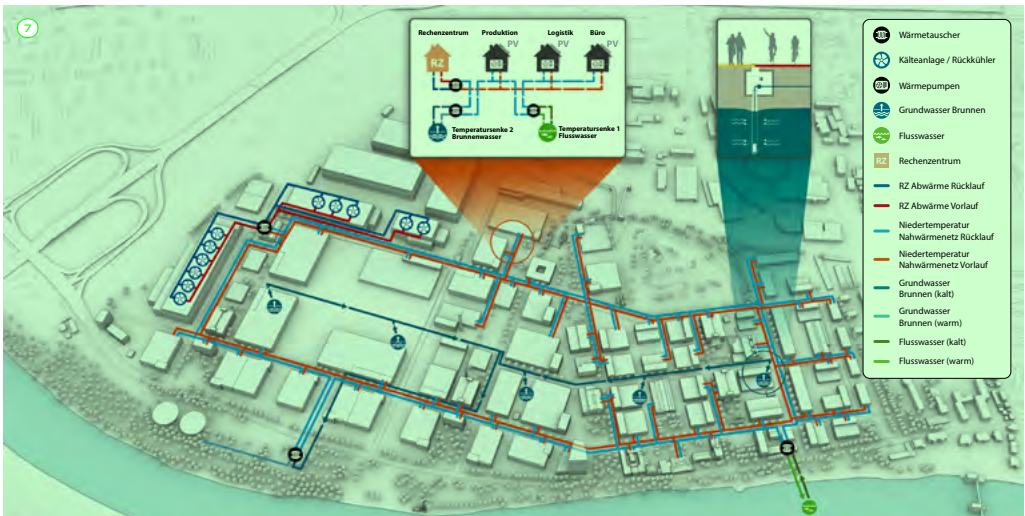 7
Rechenzentrum
Produktion
Logistik
Büro
PV
PV
PV
RZ
Temperatursenke 2
Brunnenwasser
Temperatursenke 1
Flusswasser
Wärmetauscher
Kälteanlage / Rückkühler
Wärmepumpen
Grundwasser Brunnen
Flusswasser
RZ
Rechenzentrum
RZ Abwärme Rücklauf
RZ Abwärme Vorlauf
Niedertemperatur
Nahwärmenetz Rücklauf
Niedertemperatur
Nahwärmenetz Vorlauf
Grundwasser
Brunnen (kalt)
Grundwasser
Brunnen (warm)
Flusswasser (kalt)
Flusswasser (warm)